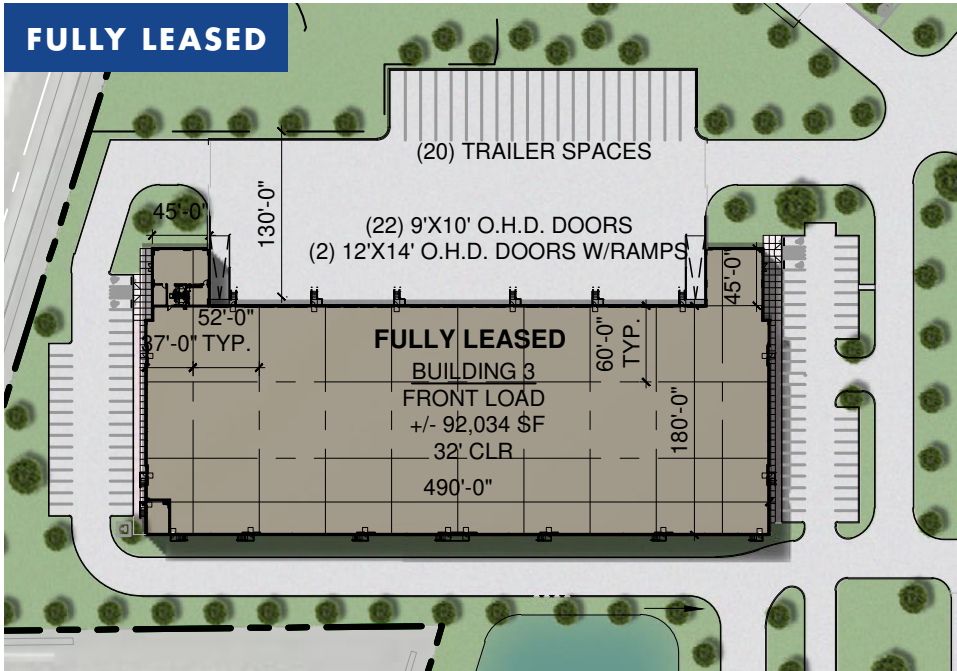 FULLY LEASED
(20) TRAILER SPACES
45'-0"
130'-0"
(22) 9'X10' O.H.D. DOORS
(2) 12'X14' O.H.D. DOORS W/RAMPS
45'-0"
52'-0"
37'-0" TYP.
60'-0"
TYP.
FULLY LEASED
BUILDING 3
FRONT LOAD
+/- 92,034 SF
32' CLR
180'-0"
490'-0"